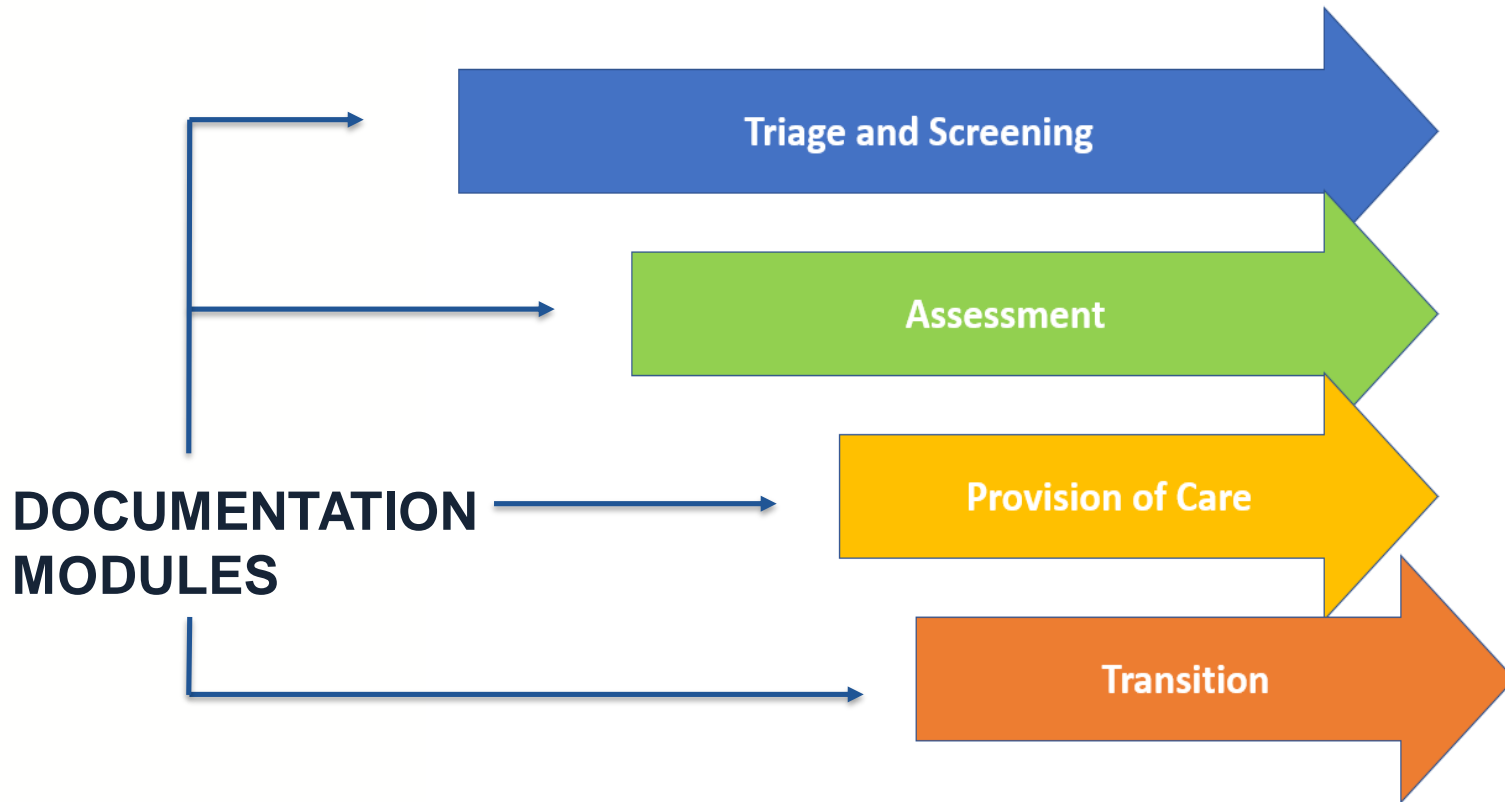 Triage and Screening
Assessment
DOCUMENTATION
MODULES
Provision of Care
Transition